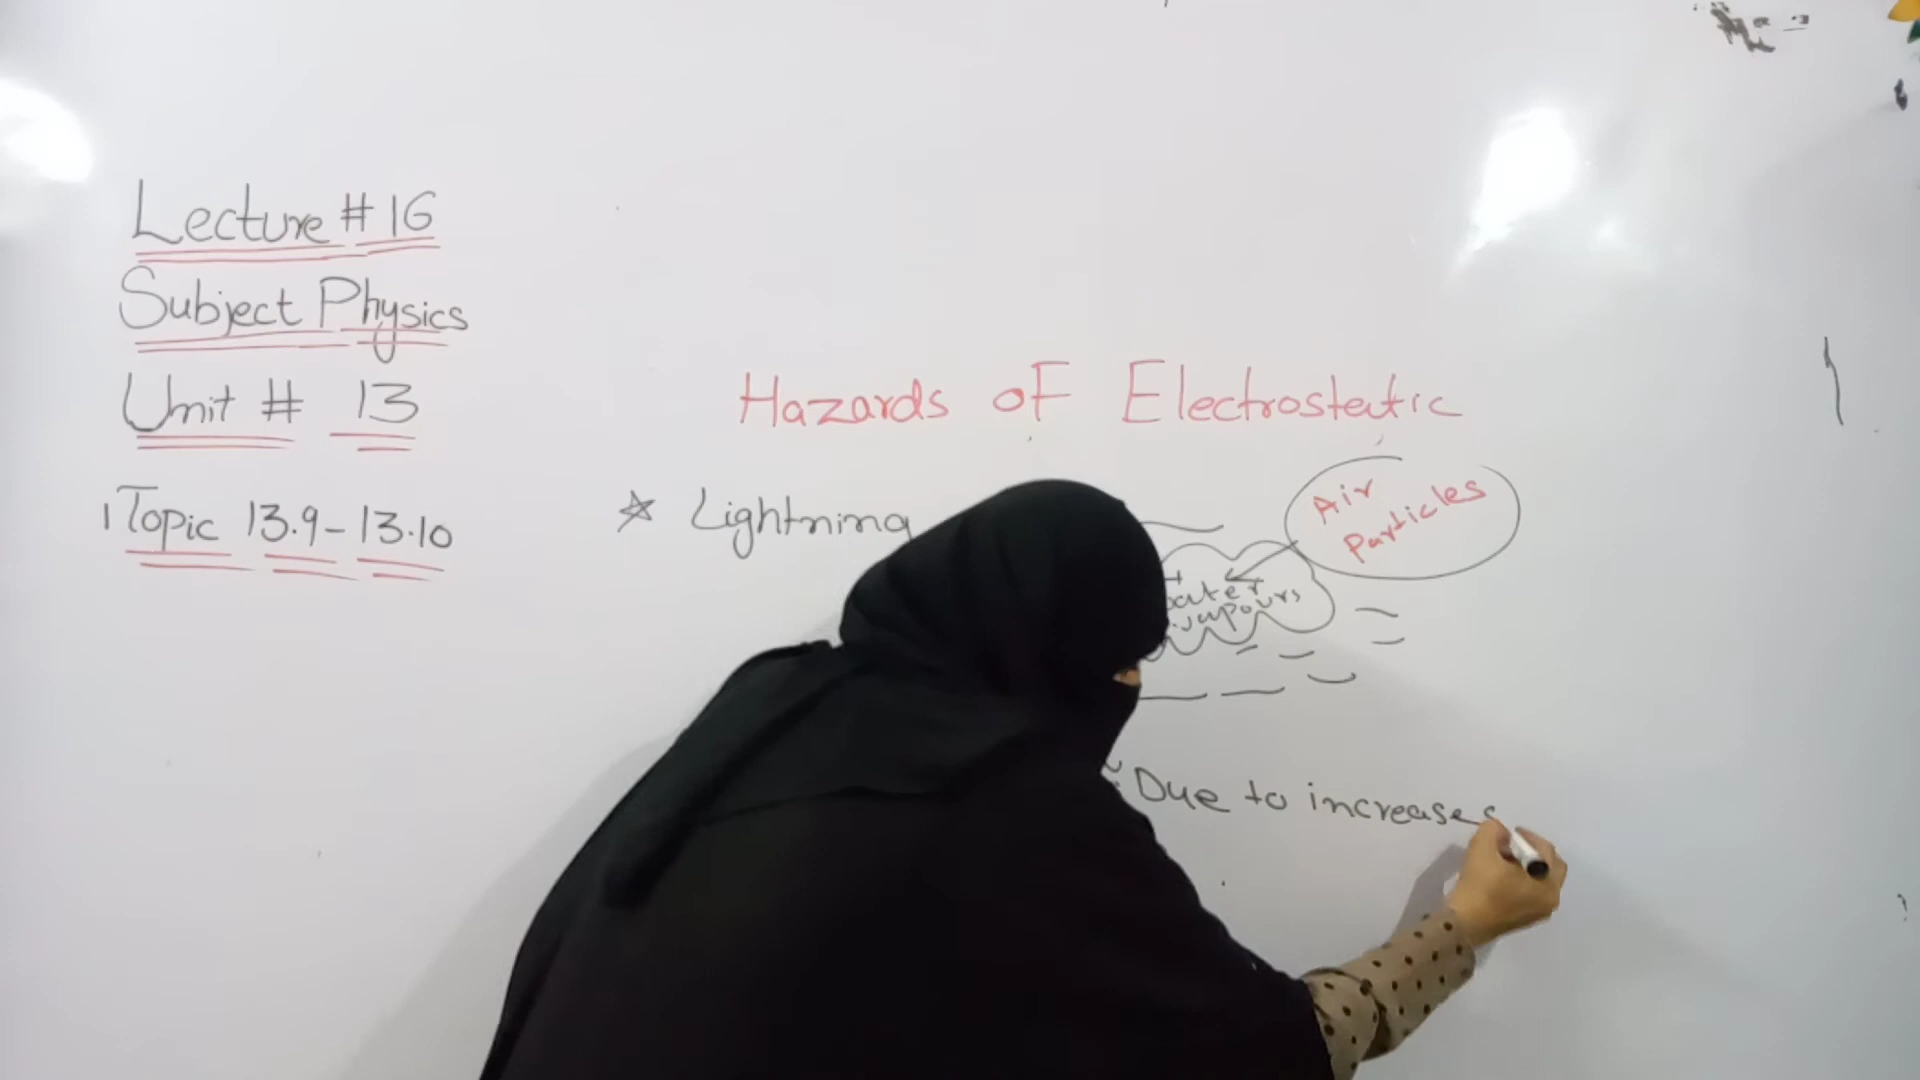 Lecture # 16
Subject Physics
Unit # 13
Topic 13.9-13.10
Hazards of Electrostatic
☆ Lightning
Air
Particles
vapours
Due to increases